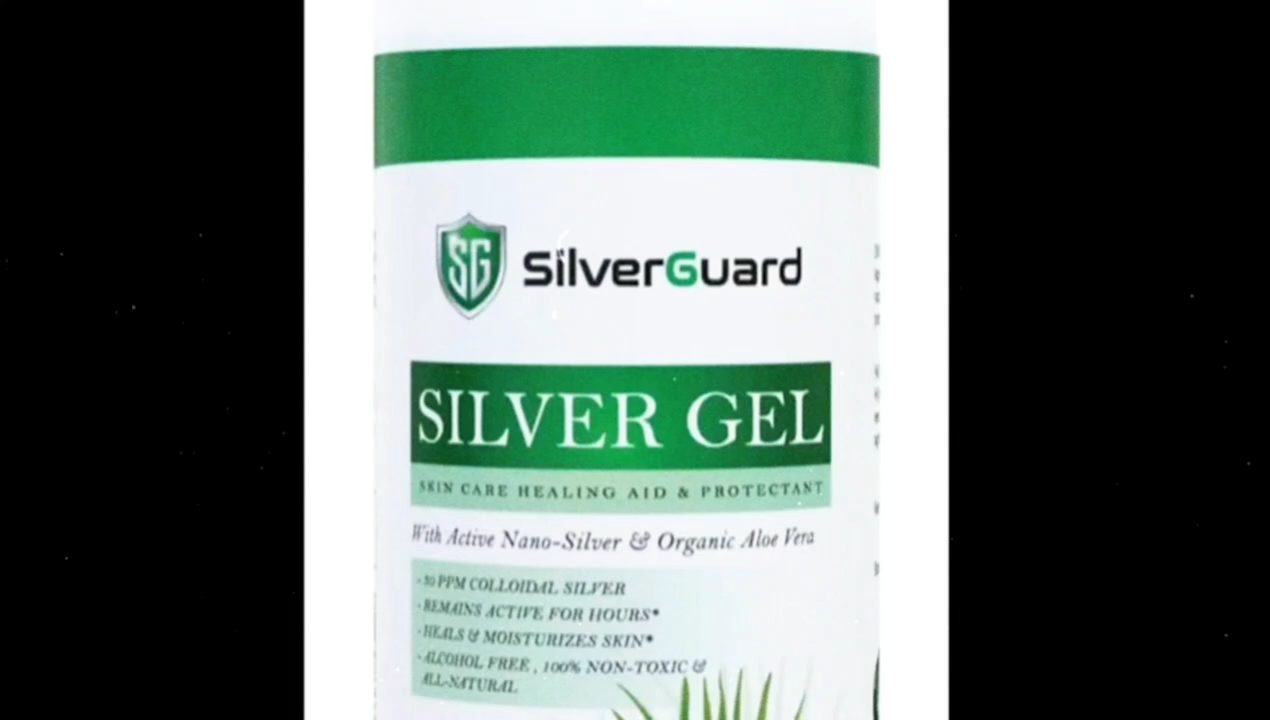 SG
SilverGuard
SILVER GEL
SKIN CARE HEALING AID & PROTECTANT
With Active Nano-Silver & Organic Aloe Vera
PPM COLLOIDAL SILVER
- REMAINS ACTIVE FOR HOURS*
- HEALS & MOISTURIZES SKIN*
- ALCOHOL FREE, 100% NON-TOXIC &
ALL-NATURAL